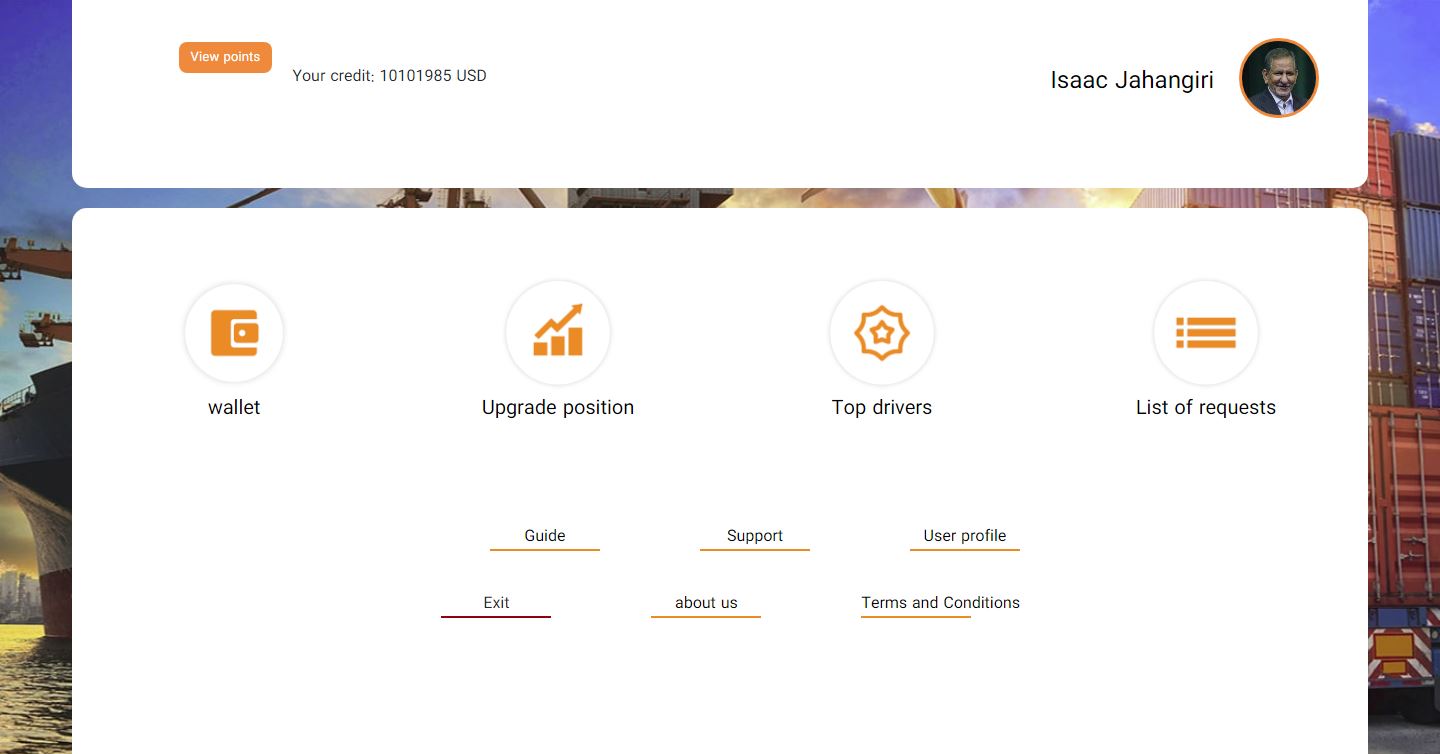 View points
Your credit: 10101985 USD
Isaac Jahangiri
wallet
Upgrade position
Top drivers
List of requests
Guide
Support
User profile
Exit
about us
Terms and Conditions